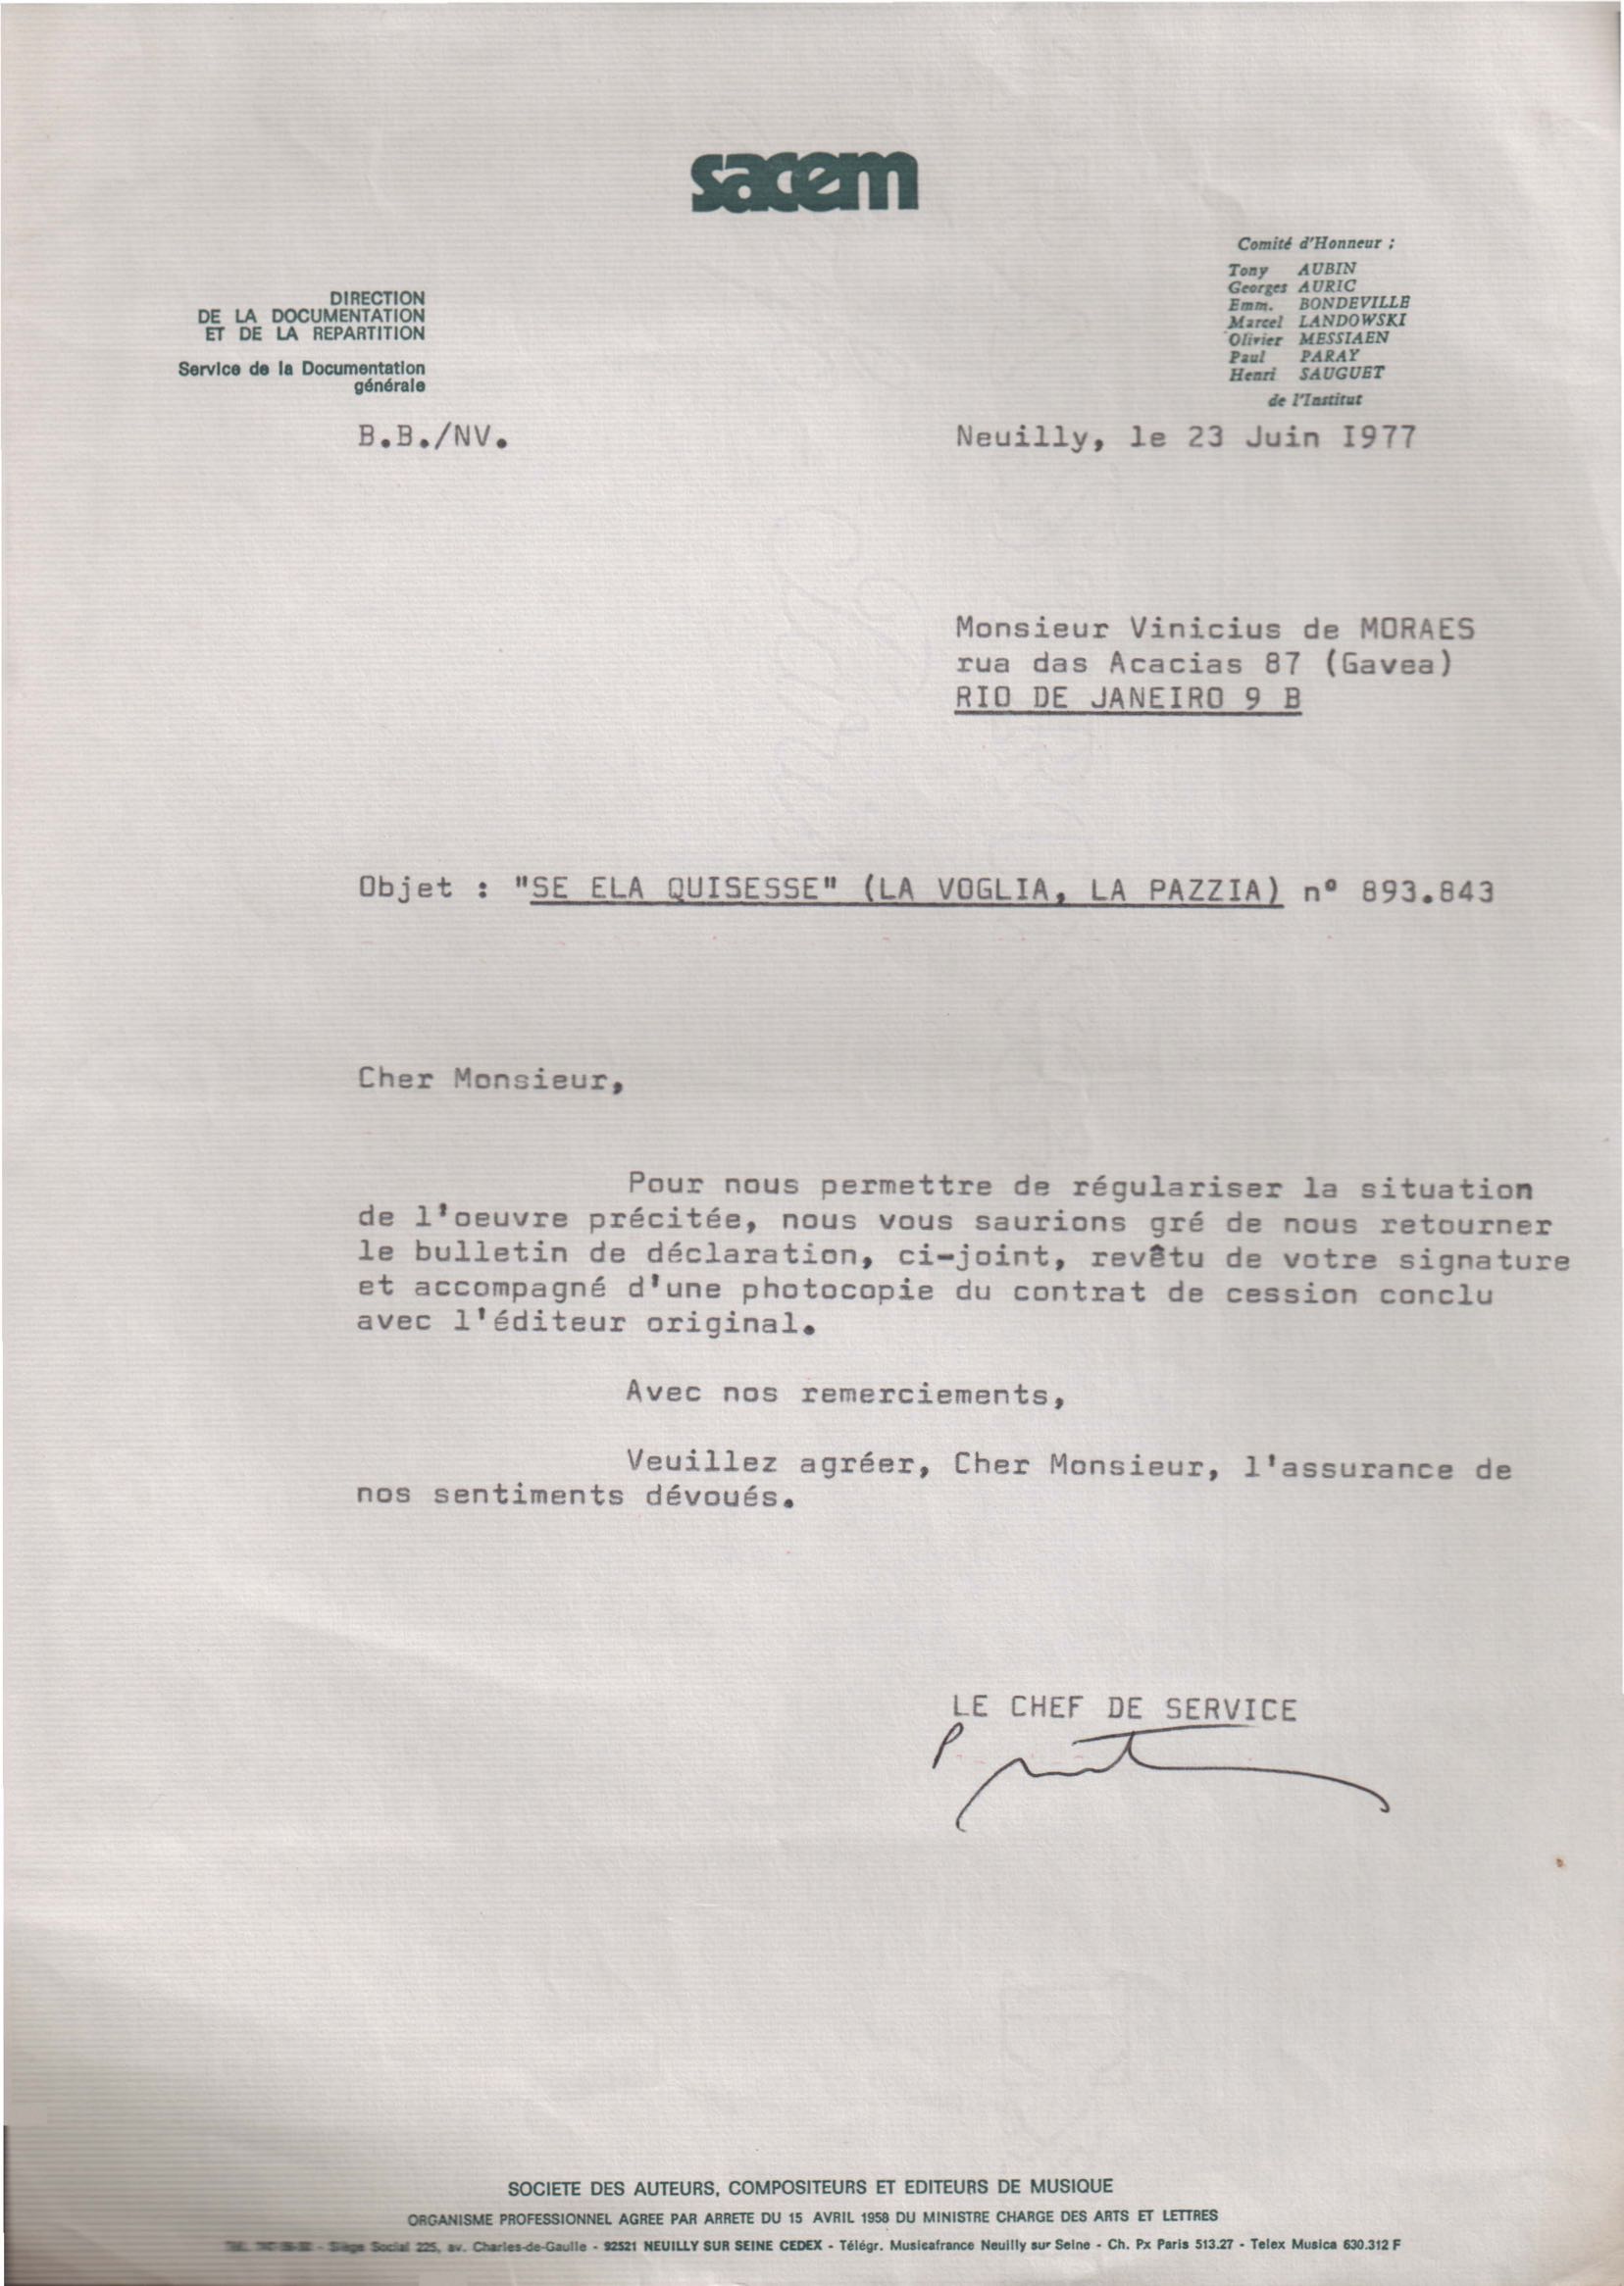 sacem
Comité d'Honneur :
Tony AUBIN
Georges AURIC
Emm. BONDEVILLE
Marcel LANDOWSKI
Olivier MESSIAEN
Paul PARAY
Henri SAUGUET
de l'Institut
DIRECTION
DE LA DOCUMENTATION
ET DE LA REPARTITION
Service de la Documentation
générale
B.B./NV.
Neuilly, le 23 Juin I977
Monsieur Vinicius de MORAES
rua das Acacias 87 (Gavea)
RIO DE JANEIRO 9 B
Objet : "SE ELA QUISESSE" (LA VOGLIA, LA PAZZIA) nº 893.843
Cher Monsieur,
Pour nous permettre de régulariser la situation
de l'oeuvre précitée, nous vous saurions gré de nous retourner
le bulletin de déclaration, ci-joint, revêtu de votre signature
et accompagné d'une photocopie du contrat de cession conclu
avec l'éditeur original.
Avec nos remerciements,
Veuillez agréer, Cher Monsieur, l'assurance de
nos sentiments dévoués.
LE CHEF DE SERVICE
P
SOCIETE DES AUTEURS, COMPOSITEURS ET EDITEURS DE MUSIQUE
ORGANISME PROFESSIONNEL AGREE PAR ARRETE DU 15 AVRIL 1958 DU MINISTRE CHARGE DES ARTS ET LETTRES
- Siège Social 225, av. Charles-de-Gaulle - 92521 NEUILLY SUR SEINE CEDEX - Télégr. Musicafrance Neuilly sur Seine - Ch. Px Paris 513.27 - Telex Musica 630.312 F